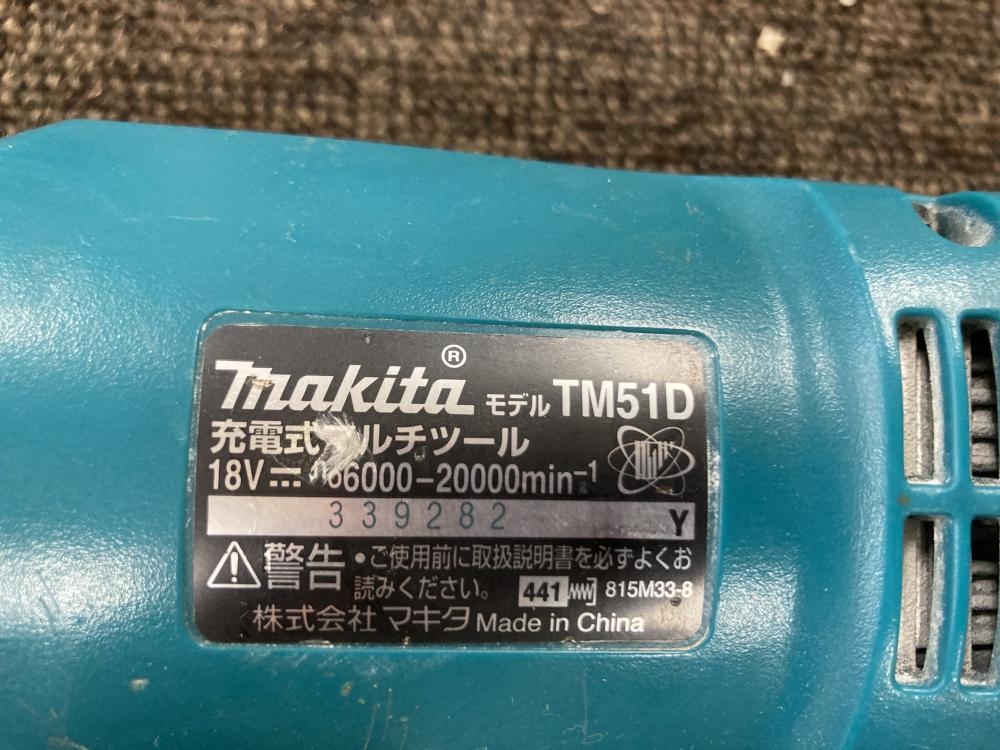 makita® モデル TM51D
充電式マルチツール
18V⎓ 6000–20000min⁻¹
339282 Y
⚠警告 •ご使用前に取扱説明書を必ずよくお
読みください。 441 815M33-8
株式会社 マキタ Made in China